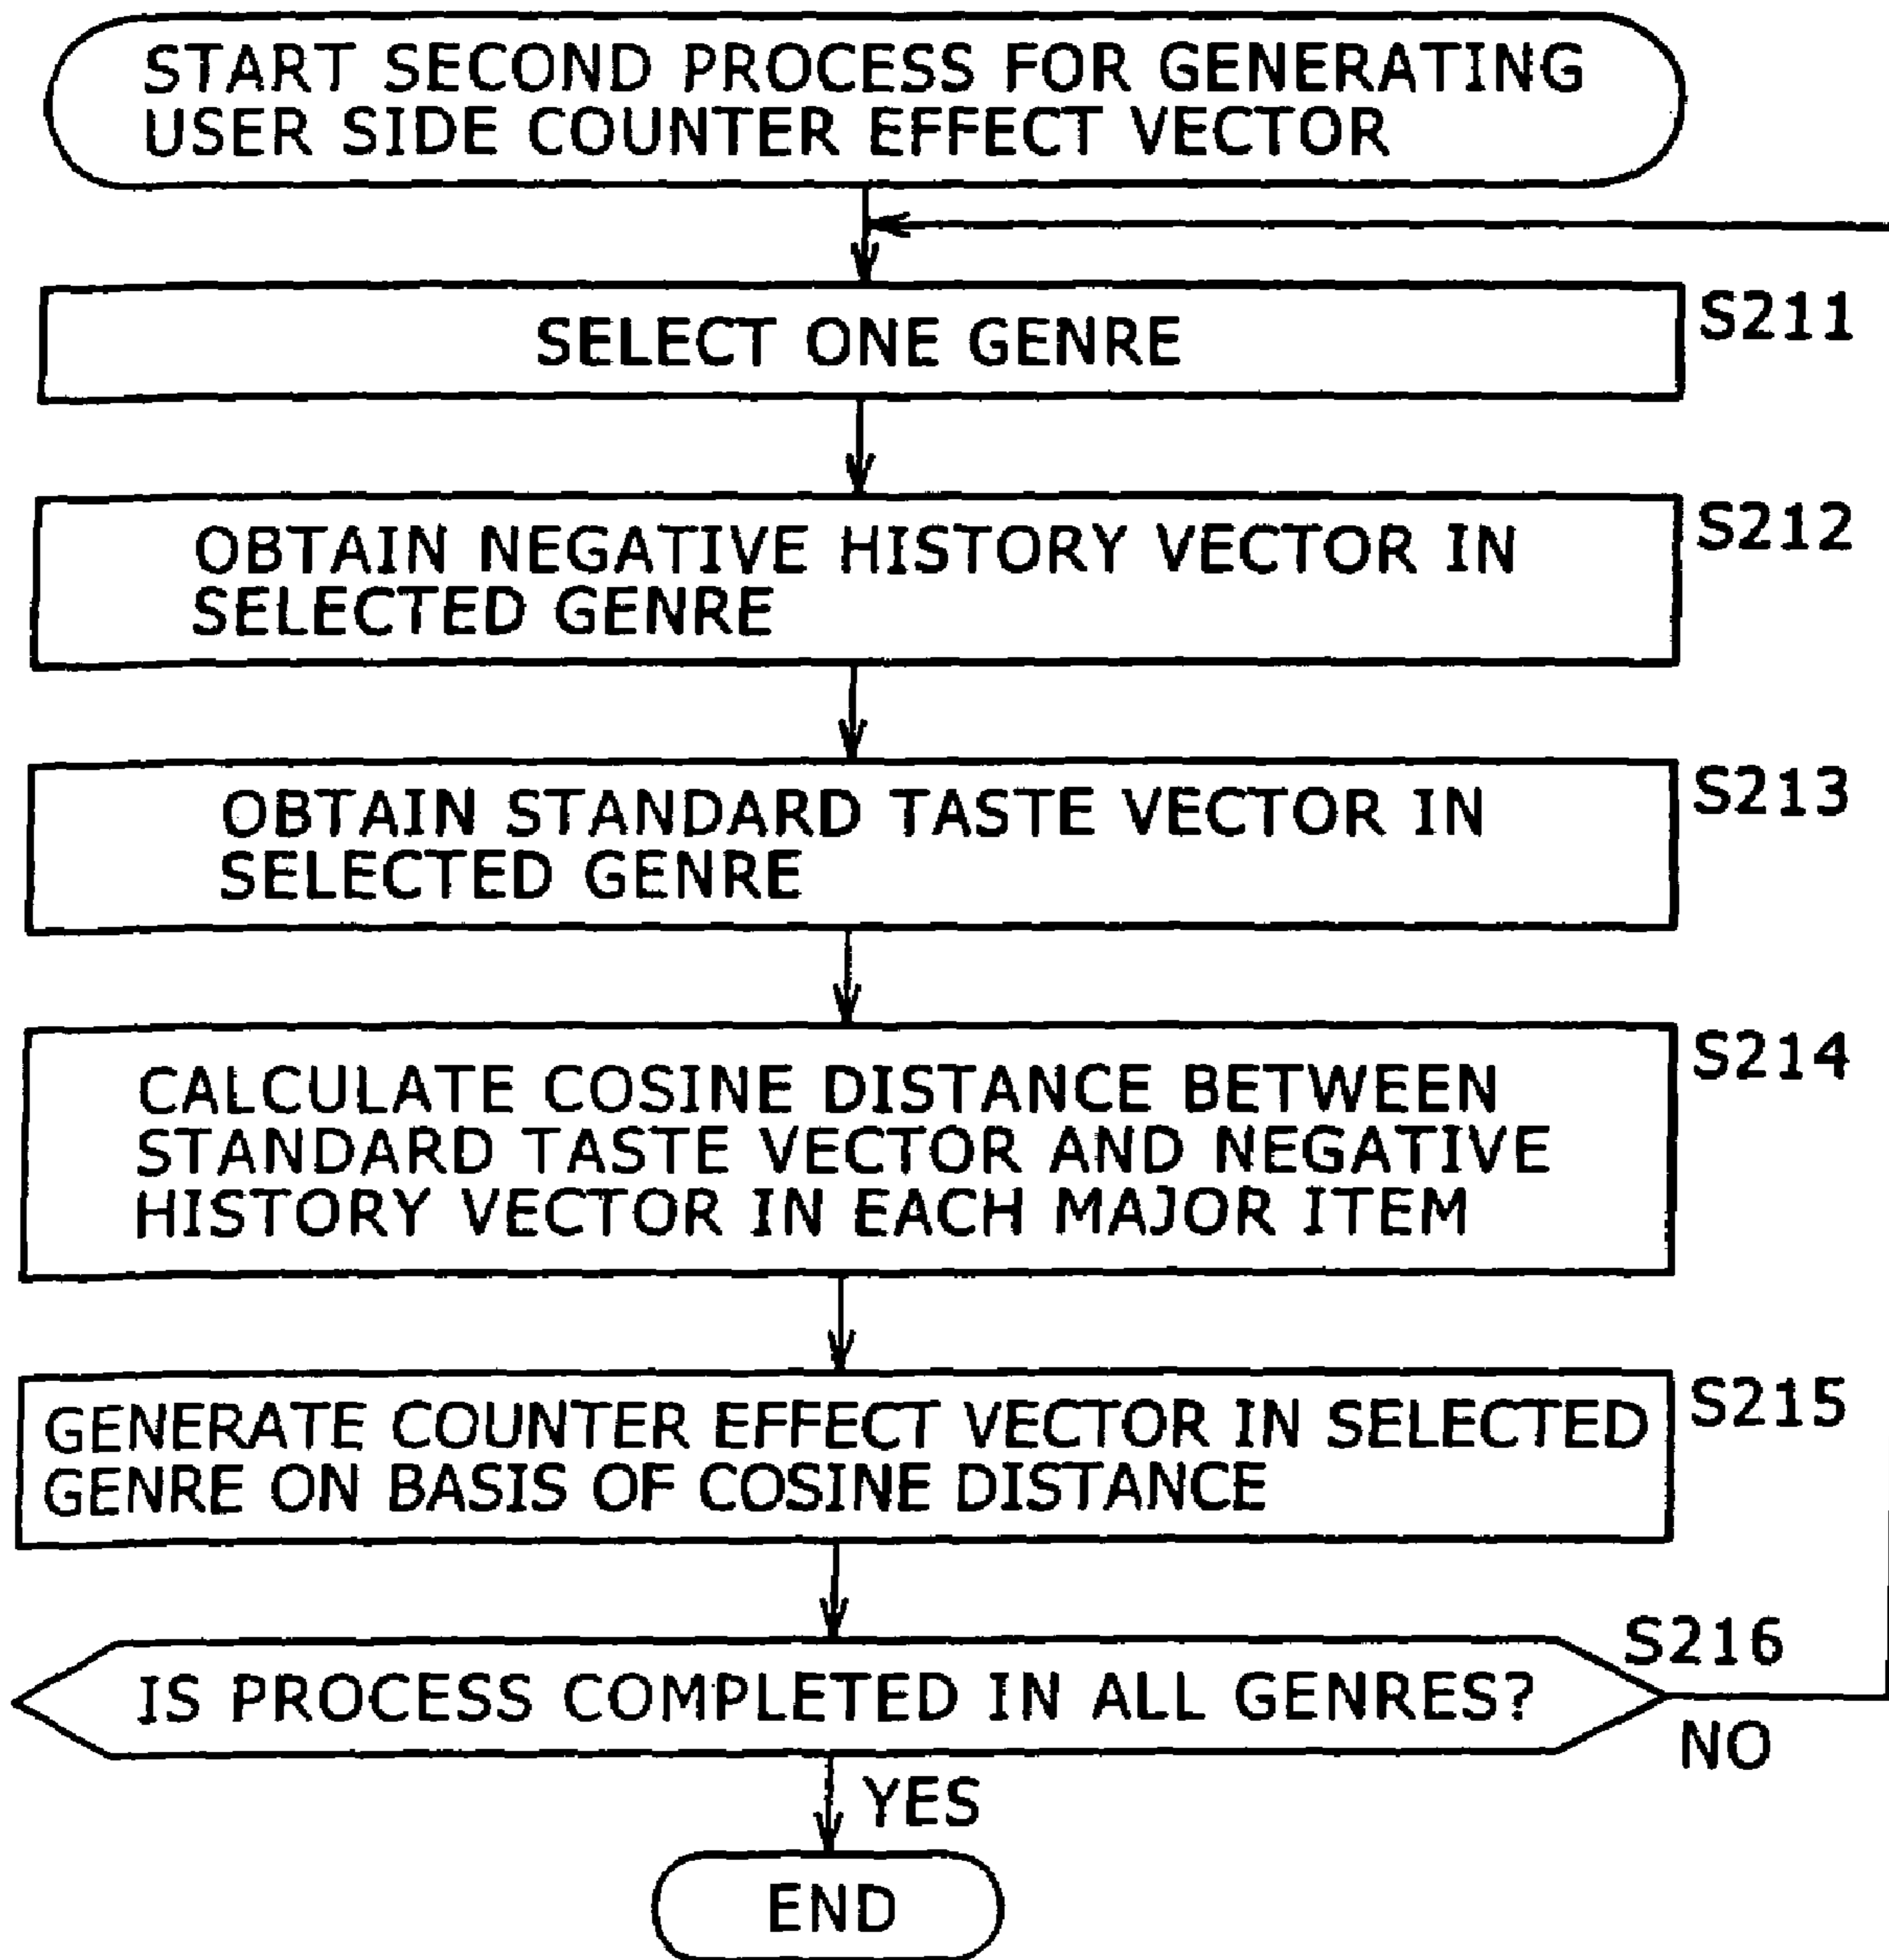 START SECOND PROCESS FOR GENERATING
USER SIDE COUNTER EFFECT VECTOR
SELECT ONE GENRE
S211
OBTAIN NEGATIVE HISTORY VECTOR IN
SELECTED GENRE
S212
OBTAIN STANDARD TASTE VECTOR IN
SELECTED GENRE
S213
CALCULATE COSINE DISTANCE BETWEEN
STANDARD TASTE VECTOR AND NEGATIVE
HISTORY VECTOR IN EACH MAJOR ITEM
S214
GENERATE COUNTER EFFECT VECTOR IN SELECTED
GENRE ON BASIS OF COSINE DISTANCE
S215
IS PROCESS COMPLETED IN ALL GENRES?
S216
NO
YES
END